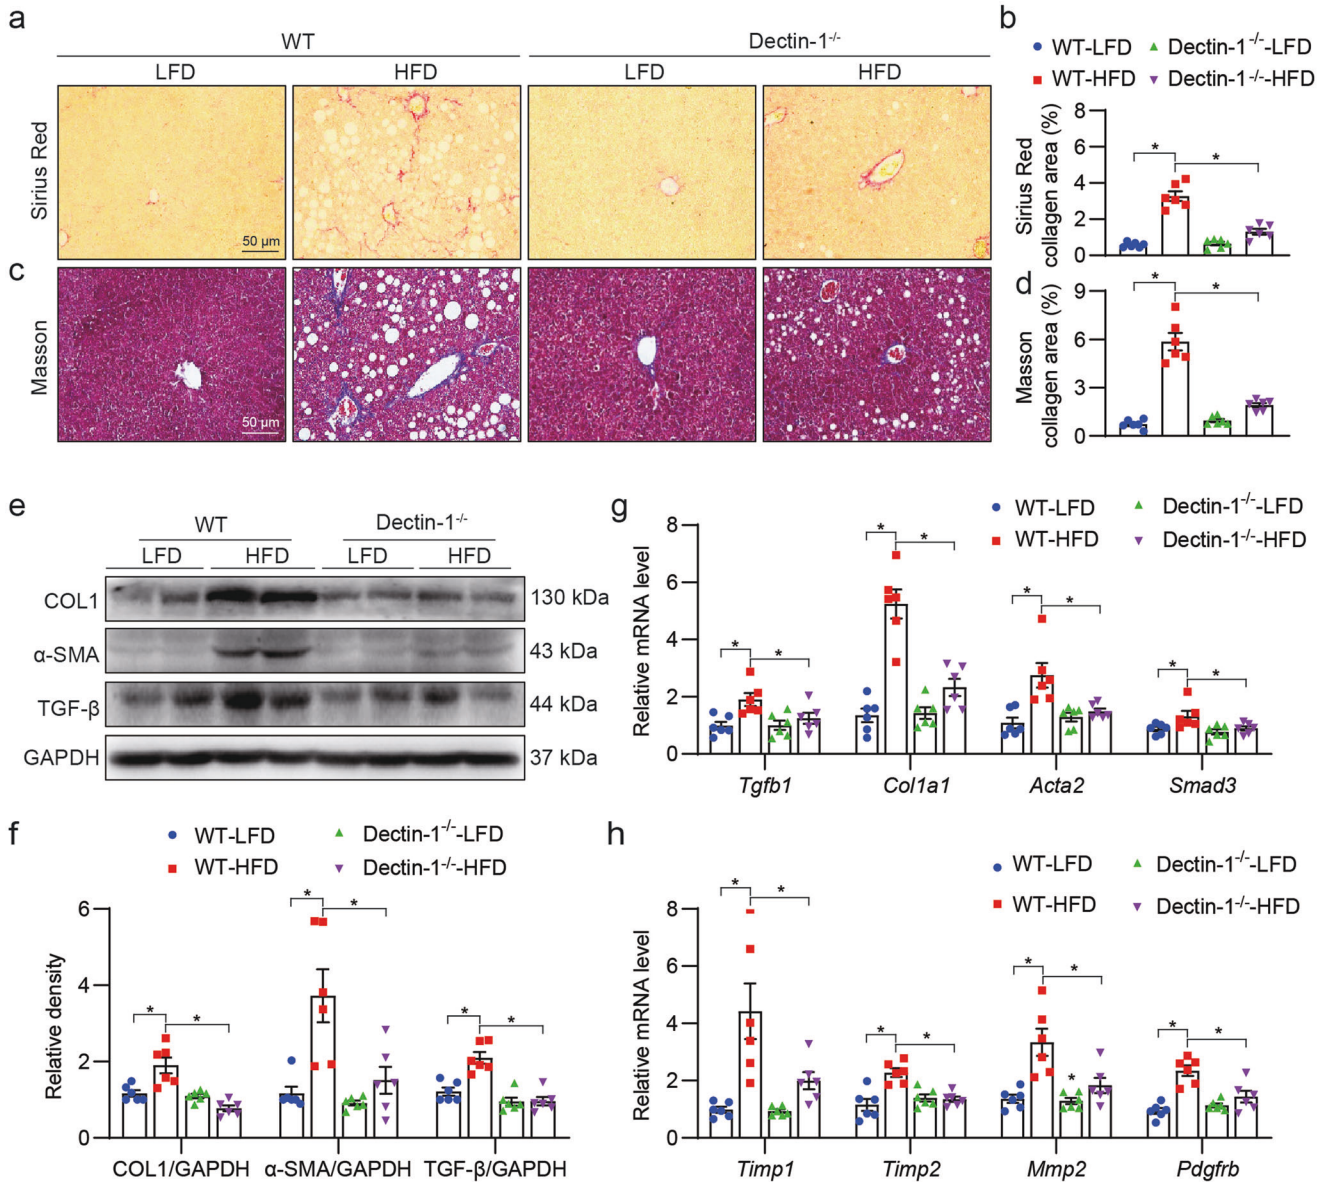 a
WT
Dectin-1-/-
LFD
HFD
LFD
HFD
Sirius Red
50 µm
c
Masson
50 µm
b
WT-LFD
Dectin-1-/--LFD
WT-HFD
Dectin-1-/--HFD
Sirius Red
collagen area (%)
8
6
4
2
0
*
*
d
Masson
collagen area (%)
9
6
3
0
*
*
e
WT
Dectin-1-/-
LFD
HFD
LFD
HFD
COL1
130 kDa
α-SMA
43 kDa
TGF-β
44 kDa
GAPDH
37 kDa
f
WT-LFD
Dectin-1-/--LFD
WT-HFD
Dectin-1-/--HFD
Relative density
6
4
2
0
*
*
*
*
*
*
COL1/GAPDH
α-SMA/GAPDH
TGF-β/GAPDH
g
WT-LFD
Dectin-1-/--LFD
WT-HFD
Dectin-1-/--HFD
Relative mRNA level
8
6
4
2
0
*
*
*
*
*
*
*
*
Tgfb1
Col1a1
Acta2
Smad3
h
WT-LFD
Dectin-1-/--LFD
WT-HFD
Dectin-1-/--HFD
Relative mRNA level
8
6
4
2
0
*
*
*
*
*
*
*
*
*
Timp1
Timp2
Mmp2
Pdgfrb